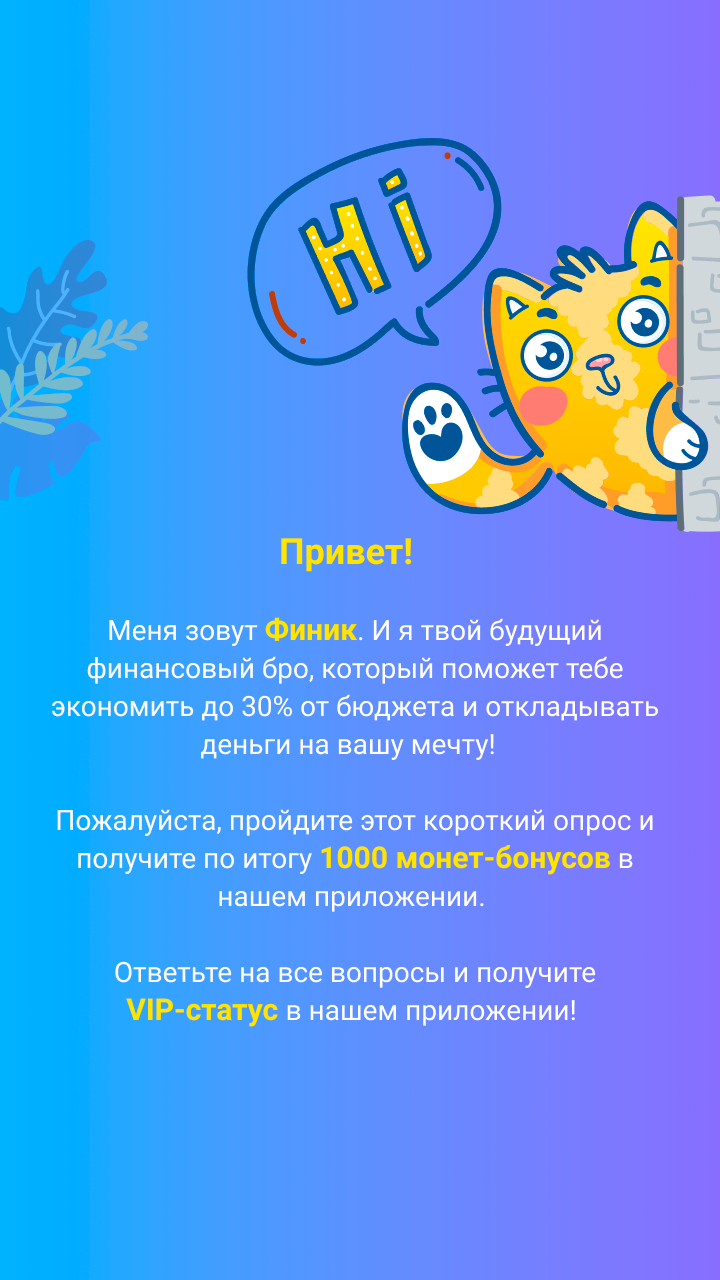 Hi
Привет!
Меня зовут Финик. И я твой будущий
финансовый бро, который поможет тебе
экономить до 30% от бюджета и откладывать
деньги на вашу мечту!
Пожалуйста, пройдите этот короткий опрос и
получите по итогу 1000 монет-бонусов в
нашем приложении.
Ответьте на все вопросы и получите
VIP-статус в нашем приложении!